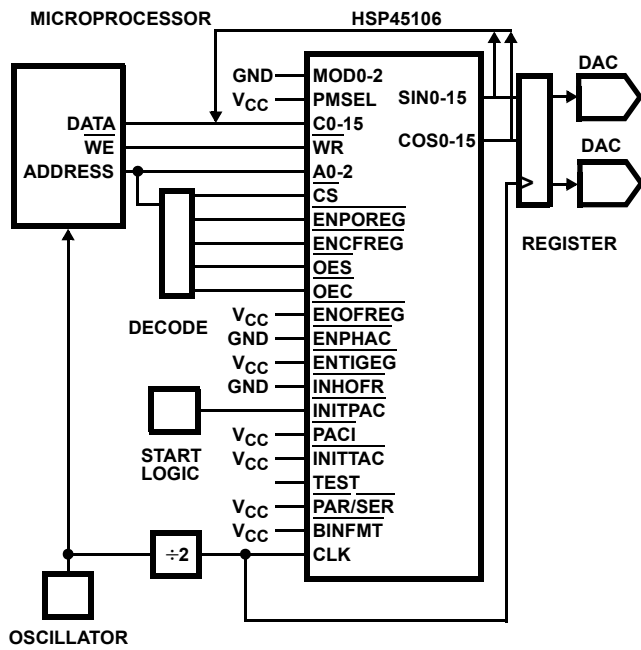 MICROPROCESSOR
HSP45106
DAC
GND
MOD0-2
VCC
PMSEL
SIN0-15
DATA
C0-15
WE
WR
COS0-15
DAC
ADDRESS
A0-2
CS
ENPOREG
ENCFREG
REGISTER
OES
OEC
DECODE
VCC
ENOFREG
GND
ENPHAC
VCC
ENTIGEG
GND
INHOFR
INITPAC
START
LOGIC
VCC
PACI
VCC
INITTAC
TEST
VCC
PAR/SER
VCC
BINFMT
÷2
CLK
OSCILLATOR